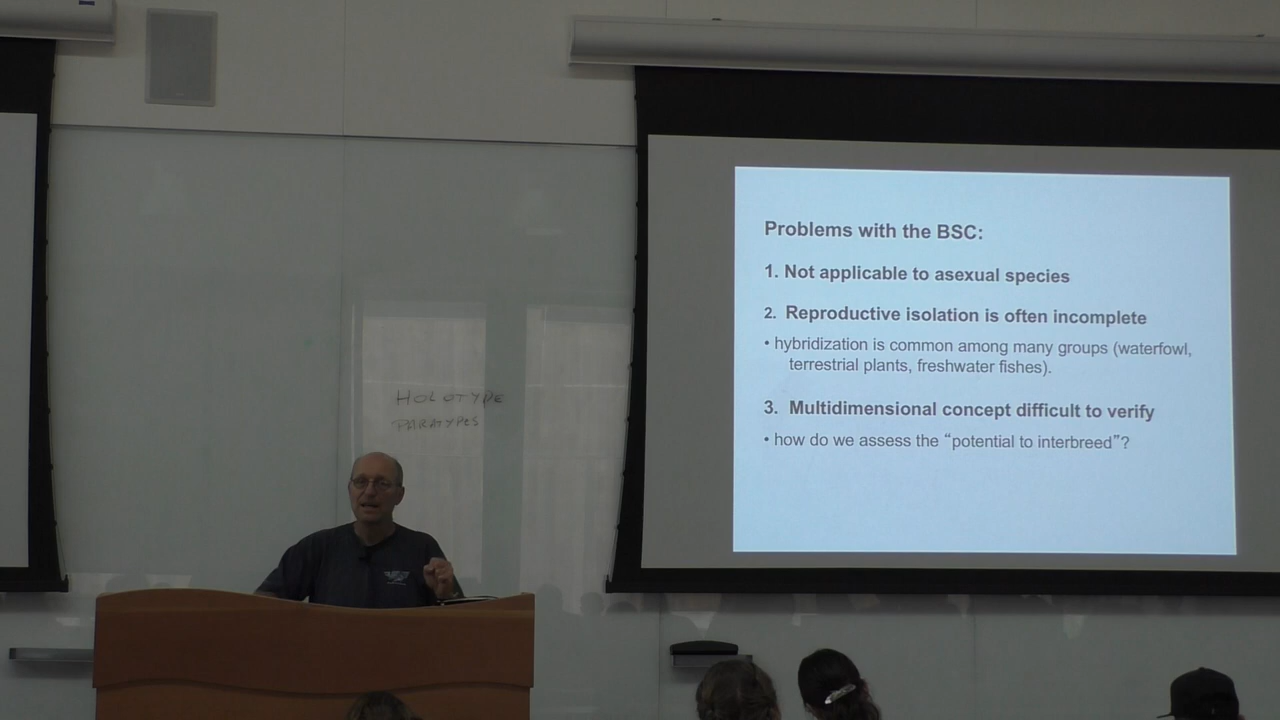 HOLOTYPE
PARATYPES
Problems with the BSC:
1. Not applicable to asexual species
2. Reproductive isolation is often incomplete
• hybridization is common among many groups (waterfowl,
terrestrial plants, freshwater fishes).
3. Multidimensional concept difficult to verify
• how do we assess the “potential to interbreed”?